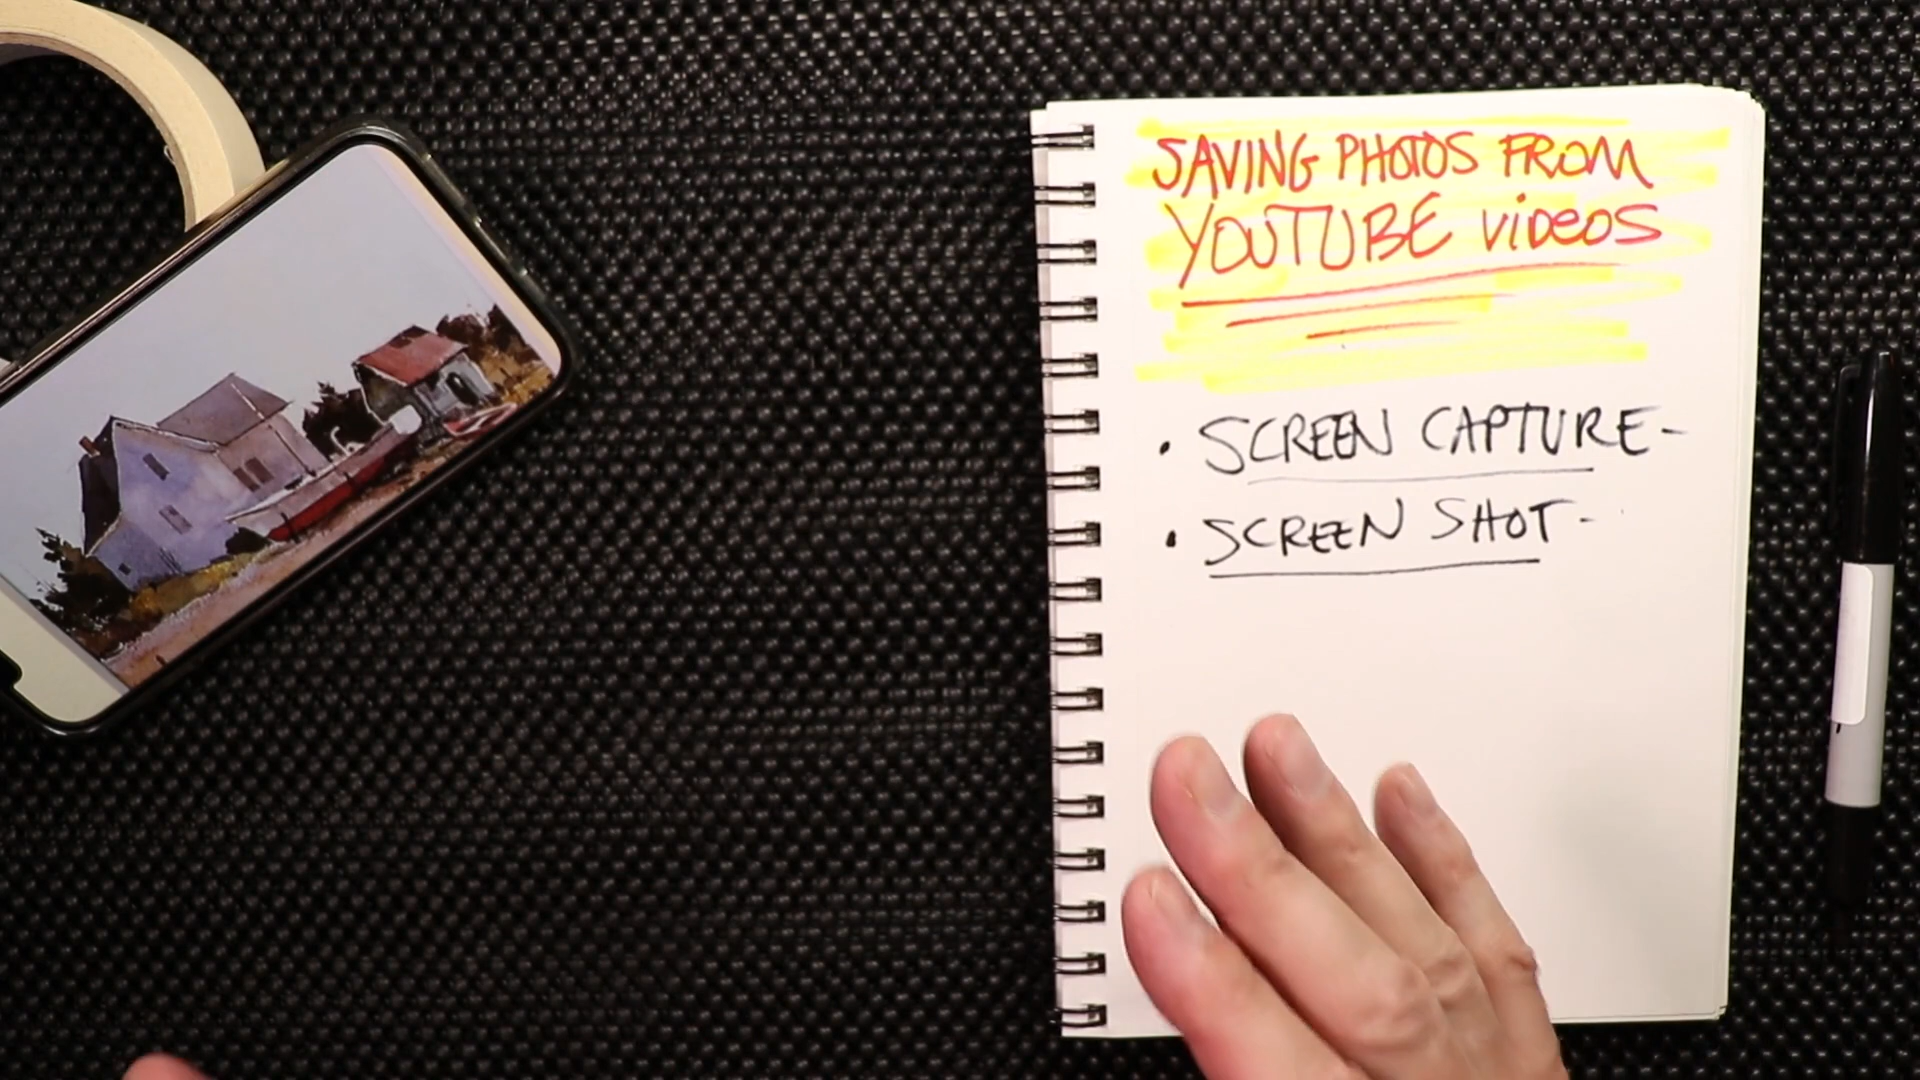 SAVING PHOTOS FROM
YOUTUBE ViDEOS
• SCREEN CAPTURE -
• SCREEN SHOT -